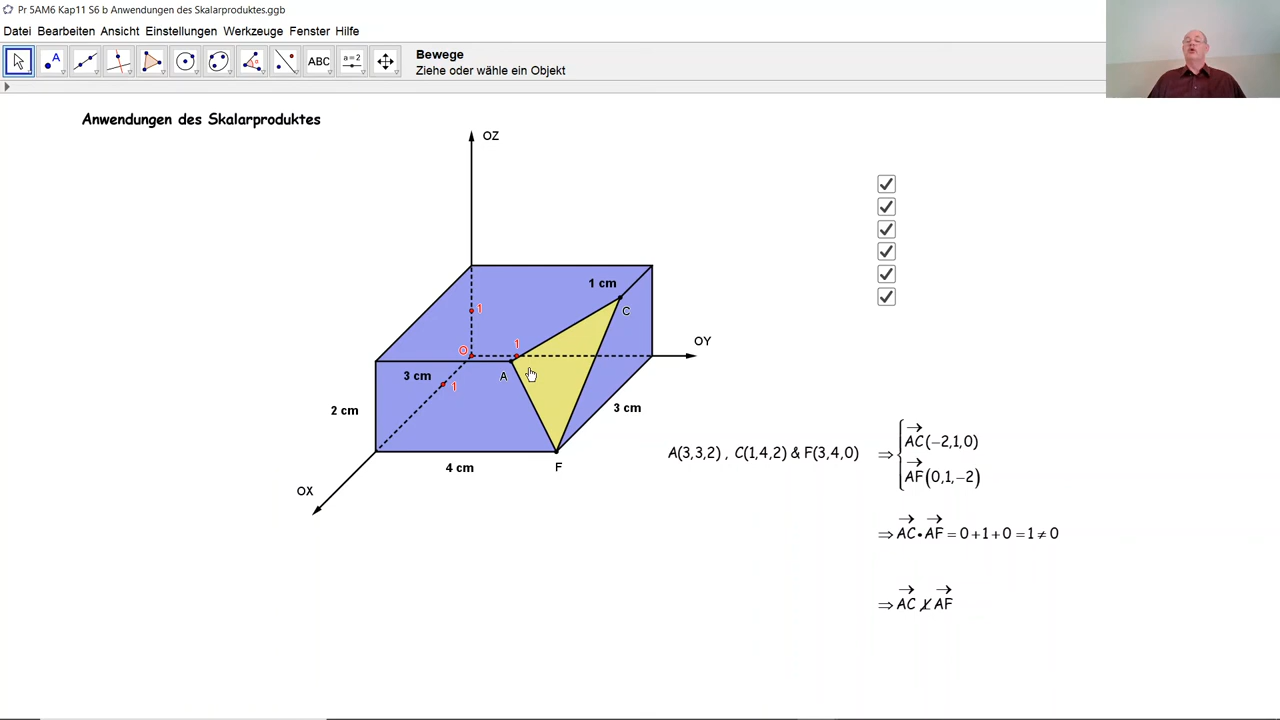 Pr 5AM6 Kap11 S6 b Anwendungen des Skalarproduktes.ggb
Datei Bearbeiten Ansicht Einstellungen Werkzeuge Fenster Hilfe
A ABC a=2
Bewege
Ziehe oder wähle ein Objekt
Anwendungen des Skalarproduktes
OZ
1 cm
C
1
OY
1
O
3 cm
A
1
2 cm
3 cm
4 cm
F
OX
A(3,3,2) , C(1,4,2) & F(3,4,0) ⇒ { AC⃗(−2,1,0)
AF⃗(0,1,−2)
⇒ AC⃗ • AF⃗ = 0+1+0 =1 ≠ 0
⇒ AC⃗ ⊥̸ AF⃗